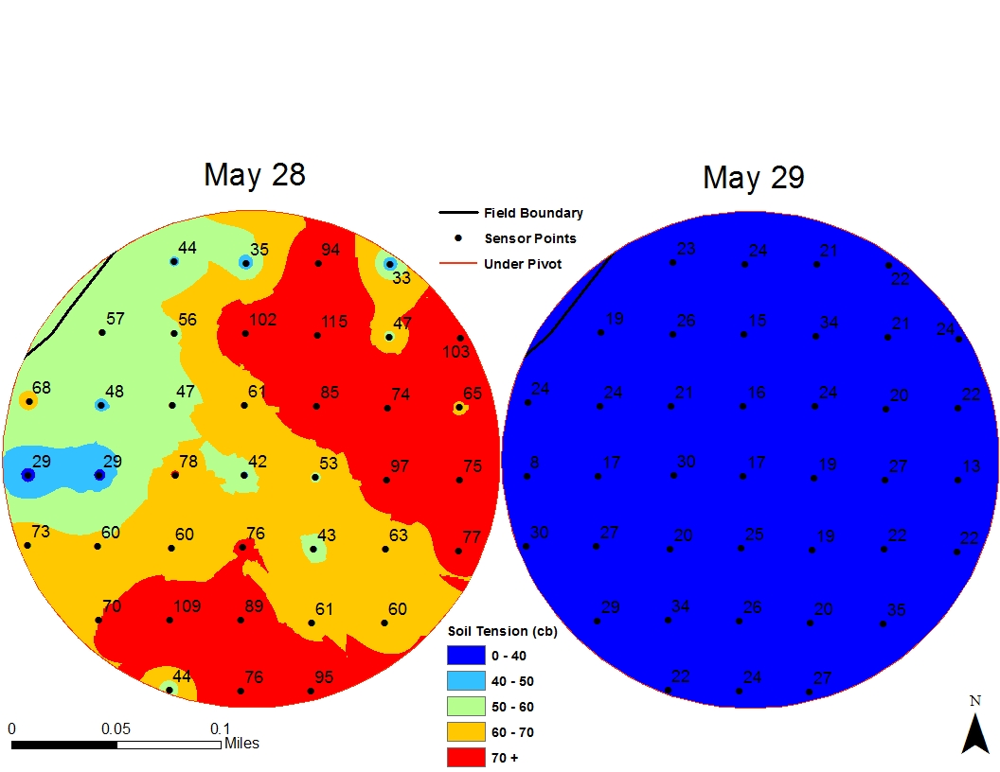 May 28
May 29
Field Boundary
Sensor Points
Under Pivot
44 35 94 33
57 56 102 115 47 103
68 48 47 61 85 74 65
29 29 78 42 53 97 75
73 60 60 76 43 63 77
70 109 89 61 60
44 76 95
23 24 21 22
19 26 15 34 21 24
24 24 21 16 24 20 22
8 17 30 17 19 27 13
30 27 20 25 19 22 22
29 34 26 20 35
22 24 27
Soil Tension (cb)
0 - 40
40 - 50
50 - 60
60 - 70
70 +
0 0.05 0.1
Miles
N